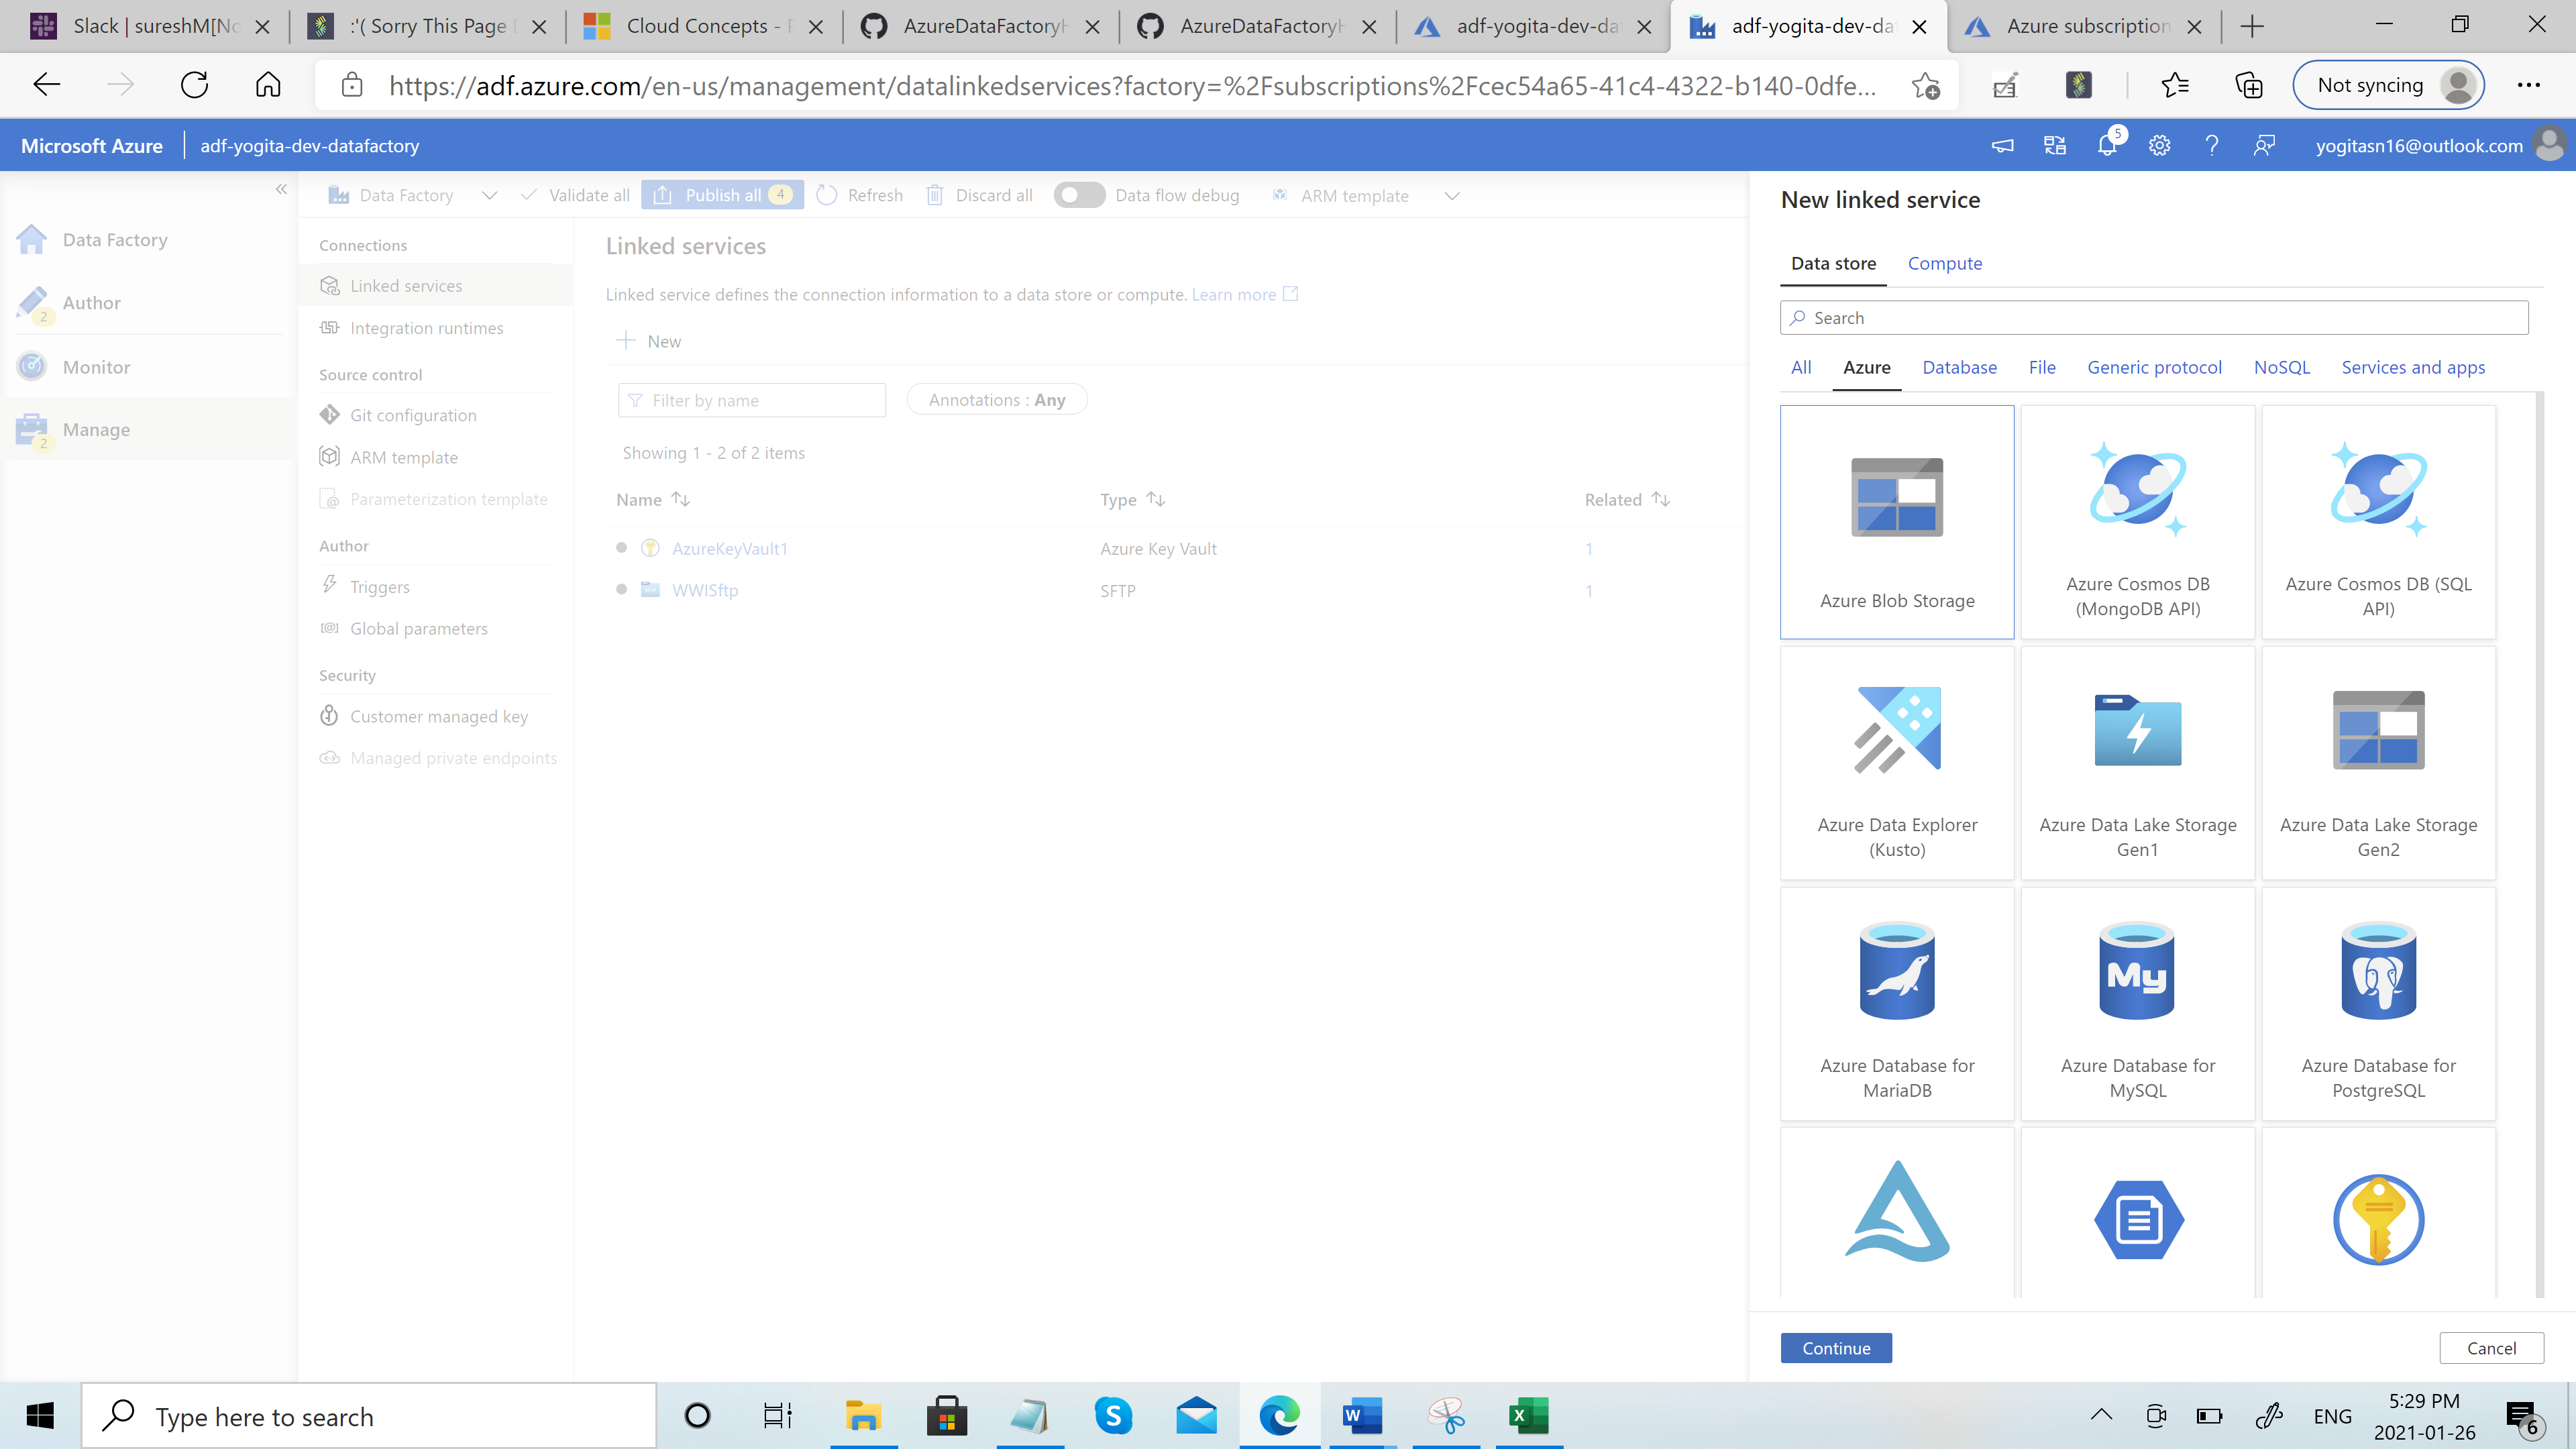 Slack | sureshM[No
:'( Sorry This Page
Cloud Concepts -
AzureDataFactoryH
AzureDataFactoryH
adf-yogita-dev-da
adf-yogita-dev-dat
Azure subscription
https://adf.azure.com/en-us/management/datalinkedservices?factory=%2Fsubscriptions%2Fcec54a65-41c4-4322-b140-0dfe...
Not syncing
Microsoft Azure
adf-yogita-dev-datafactory
5
yogitasn16@outlook.com
Data Factory
Author
2
Monitor
Manage
2
Data Factory
Validate all
Publish all 4
Refresh
Discard all
Data flow debug
ARM template
Connections
Linked services
Integration runtimes
Source control
Git configuration
ARM template
Parameterization template
Author
Triggers
Global parameters
Security
Customer managed key
Managed private endpoints
Linked services
Linked service defines the connection information to a data store or compute. Learn more
New
Filter by name
Annotations : Any
Showing 1 - 2 of 2 items
Name
Type
Related
AzureKeyVault1
Azure Key Vault
1
WWISftp
SFTP
1
New linked service
Data store
Compute
Search
All
Azure
Database
File
Generic protocol
NoSQL
Services and apps
Azure Blob Storage
Azure Cosmos DB
(MongoDB API)
Azure Cosmos DB (SQL
API)
Azure Data Explorer
(Kusto)
Azure Data Lake Storage
Gen1
Azure Data Lake Storage
Gen2
My
Azure Database for
MariaDB
Azure Database for
MySQL
Azure Database for
PostgreSQL
Continue
Cancel
Type here to search
ENG
5:29 PM
2021-01-26
6